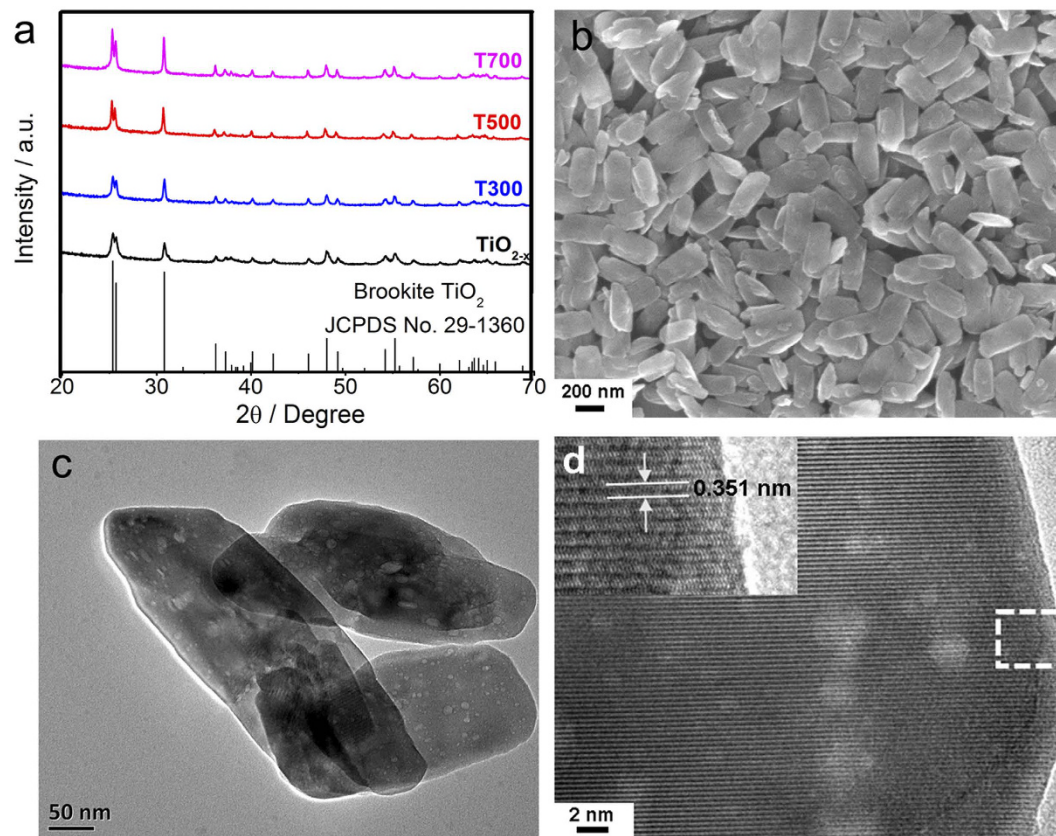 a
T700
T500
T300
TiO2-x
Brookite TiO2
JCPDS No. 29-1360
Intensity / a.u.
20 30 40 50 60 70
2θ / Degree
b
200 nm
c
50 nm
d
0.351 nm
2 nm